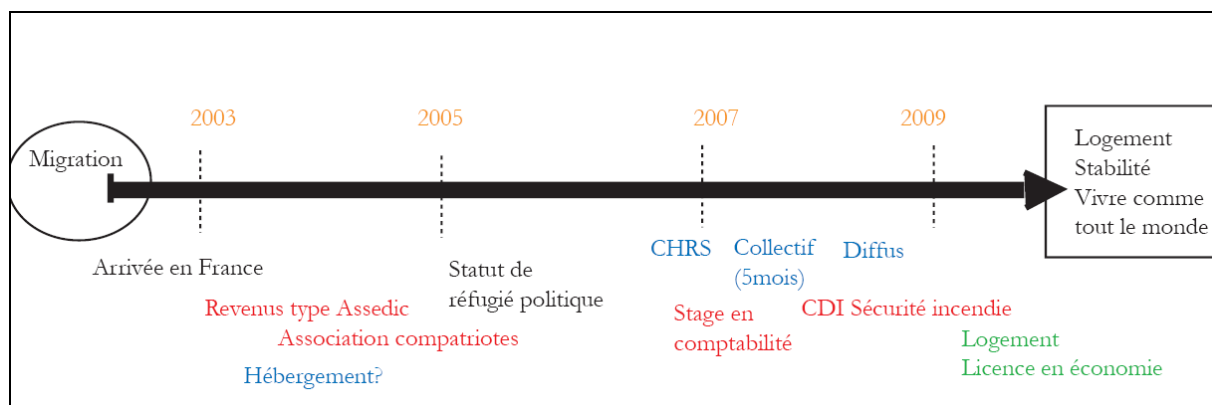 2003
2005
2007
2009
Migration
Logement
Stabilité
Vivre comme
tout le monde
Arrivée en France
Statut de
réfugié politique
CHRS
Collectif
(5mois)
Diffus
Revenus type Assedic
Association compatriotes
Hébergement?
Stage en
comptabilité
CDI Sécurité incendie
Logement
Licence en économie